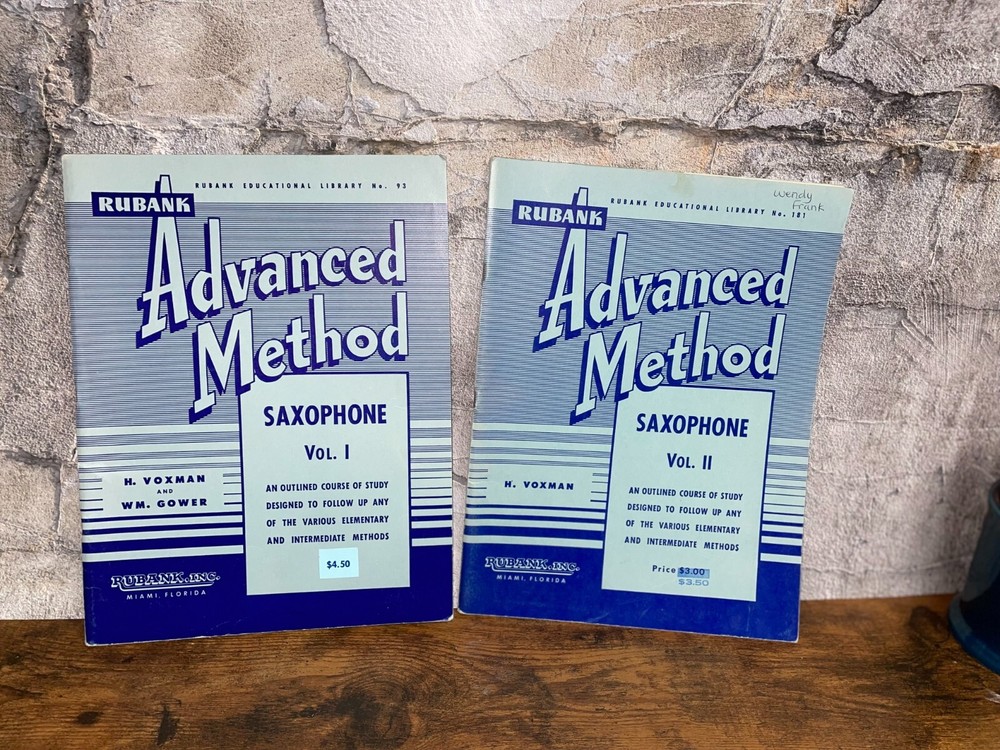 RUBANK EDUCATIONAL LIBRARY No. 93
RUBANK
Advanced
Method
SAXOPHONE
VOL. I
H. VOXMAN
AND
WM. GOWER
AN OUTLINED COURSE OF STUDY
DESIGNED TO FOLLOW UP ANY
OF THE VARIOUS ELEMENTARY
AND INTERMEDIATE METHODS
$4.50
RUBANK, INC.
MIAMI, FLORIDA
Wendy
Frank
RUBANK EDUCATIONAL LIBRARY No. 181
RUBANK
Advanced
Method
SAXOPHONE
VOL. II
H. VOXMAN
AN OUTLINED COURSE OF STUDY
DESIGNED TO FOLLOW UP ANY
OF THE VARIOUS ELEMENTARY
AND INTERMEDIATE METHODS
Price $3.00
$3.50
RUBANK, INC.
MIAMI, FLORIDA